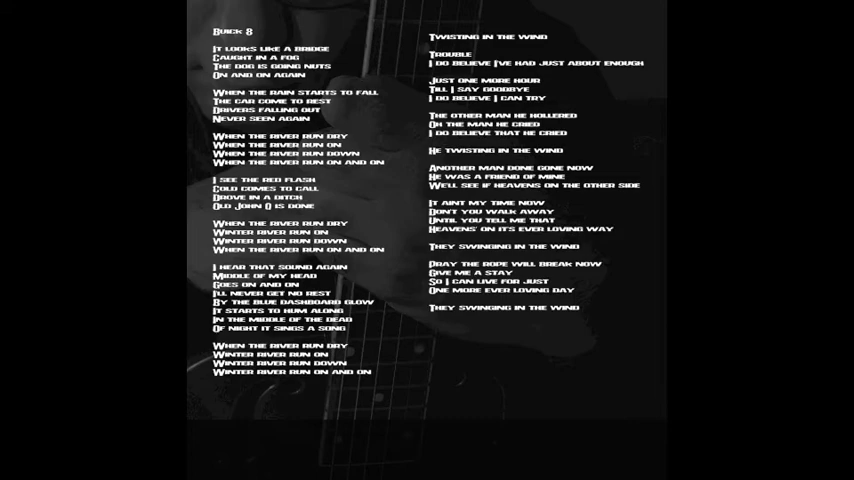 Buick 8
It looks like a bridge
Caught in a fog
The dog is going nuts
On and on again
When the rain starts to fall
The car come to rest
Drivers falling out
Never seen again
When the river run dry
When the river run on
When the river run down
When the river run on and on
I see the red flash
Cold comes to call
Drove in a ditch
Old John Q is done
When the river run dry
Winter river run on
Winter river run down
When the river run on and on
I hear that sound again
Middle of my head
Goes on and on
I'll never get no rest
By the blue dashboard glow
It starts to hum along
In the middle of the dead
Of night it sings a song
When the river run dry
Winter river run on
Winter river run down
Winter river run on and on
Twisting in the wind
Trouble
I do believe I've had just about enough
Just one more hour
Till I say goodbye
I do believe I can try
The other man he hollered
Oh the man he cried
I do believe that he cried
He twisting in the wind
Another man done gone now
He was a friend of mine
We'll see if heavens on the other side
It aint my time now
Don't you walk away
Until you tell me that
Heavens' on it's ever loving way
They swinging in the wind
Pray the rope will break now
Give me a stay
So I can live for just
One more ever loving day
They swinging in the wind